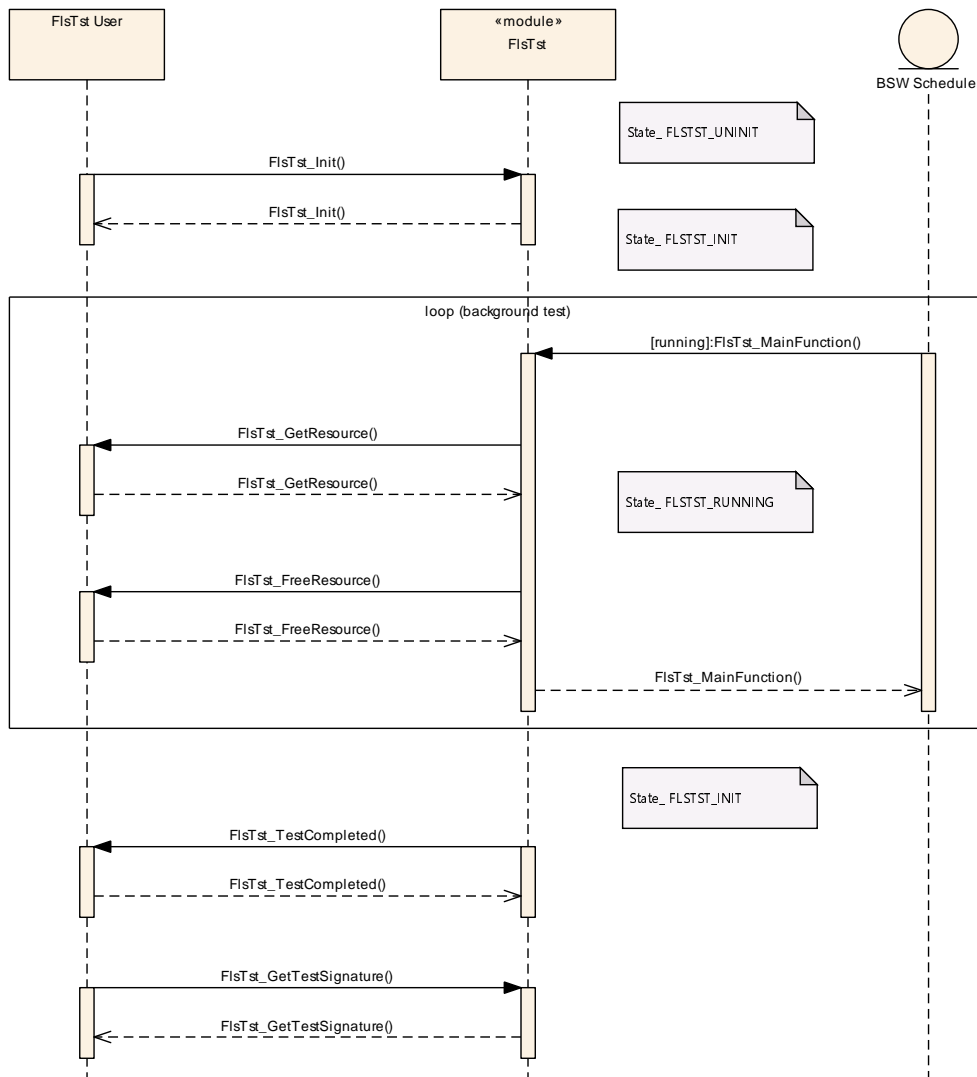 FlsTst User
«module»
FlsTst
BSW Schedule
State_ FLSTST_UNINIT
FlsTst_Init()
FlsTst_Init()
State_ FLSTST_INIT
loop (background test)
[running]:FlsTst_MainFunction()
FlsTst_GetResource()
FlsTst_GetResource()
State_ FLSTST_RUNNING
FlsTst_FreeResource()
FlsTst_FreeResource()
FlsTst_MainFunction()
State_ FLSTST_INIT
FlsTst_TestCompleted()
FlsTst_TestCompleted()
FlsTst_GetTestSignature()
FlsTst_GetTestSignature()